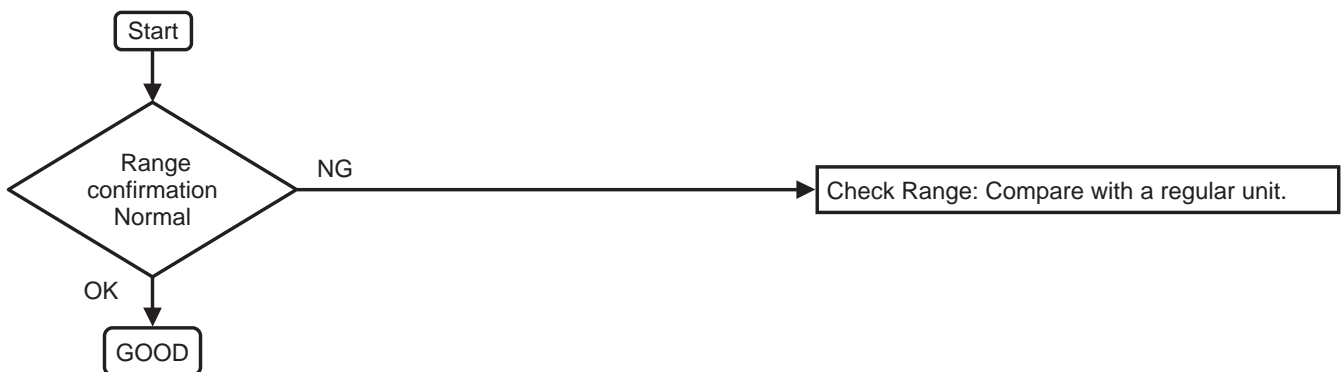 Start
Range
confirmation
Normal
NG
Check Range: Compare with a regular unit.
OK
GOOD